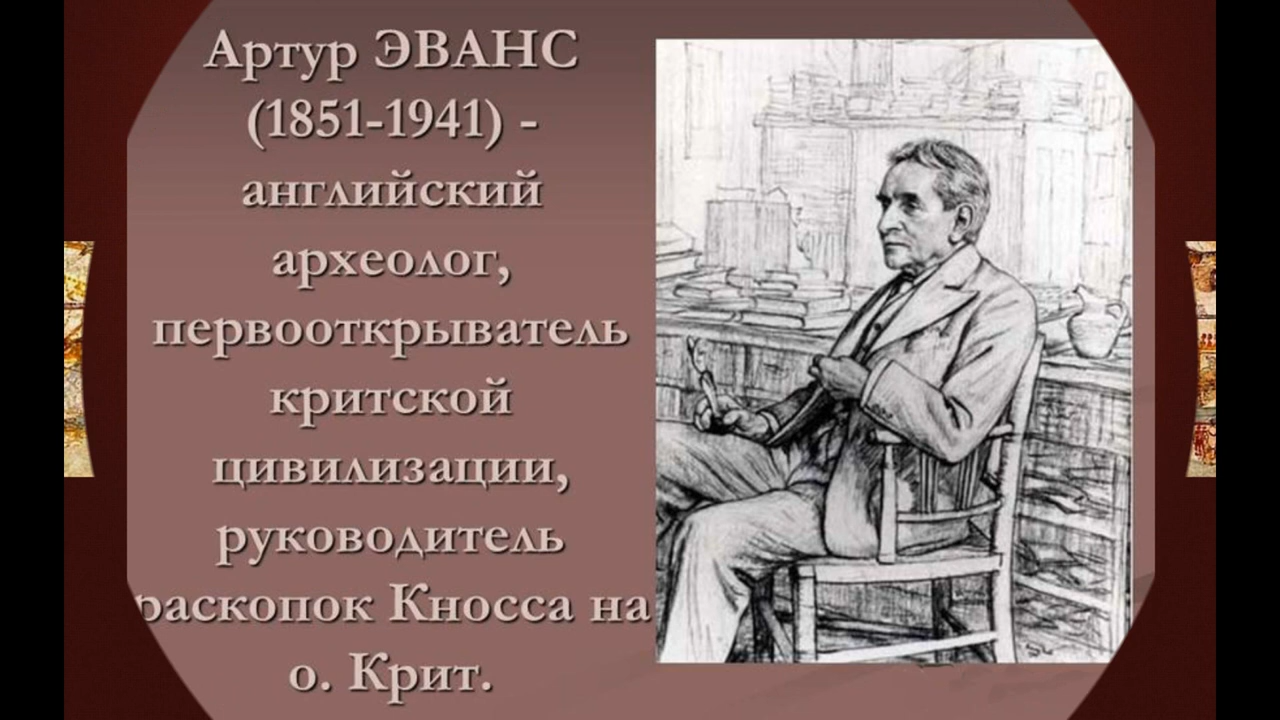 Артур ЭВАНС
(1851-1941) -
английский
археолог,
первооткрыватель
критской
цивилизации,
руководитель
раскопок Кносса на
о. Крит.